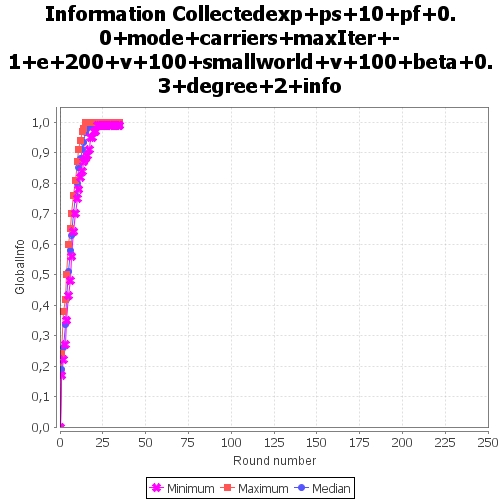 Information Collectedexp+ps+10+pf+0.
0+mode+carriers+maxIter+-
1+e+200+v+100+smallworld+v+100+beta+0.
3+degree+2+info
1,0
0,9
0,8
0,7
0,6
0,5
0,4
0,3
0,2
0,1
0,0
GlobalInfo
0 25 50 75 100 125 150 175 200 225 250
Round number
Minimum Maximum Median